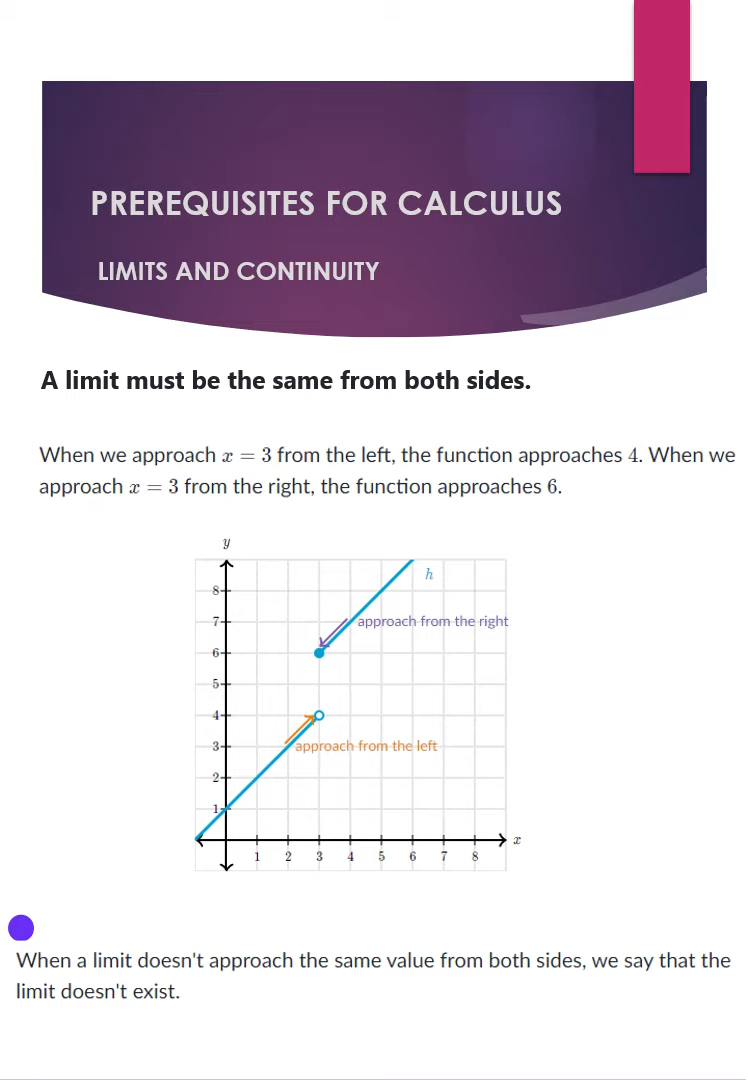 PREREQUISITES FOR CALCULUS
LIMITS AND CONTINUITY
A limit must be the same from both sides.
When we approach x = 3 from the left, the function approaches 4. When we
approach x = 3 from the right, the function approaches 6.
y
h
8
7
approach from the right
6
5
4
3
approach from the left
2
1
x
1 2 3 4 5 6 7 8
When a limit doesn't approach the same value from both sides, we say that the
limit doesn't exist.